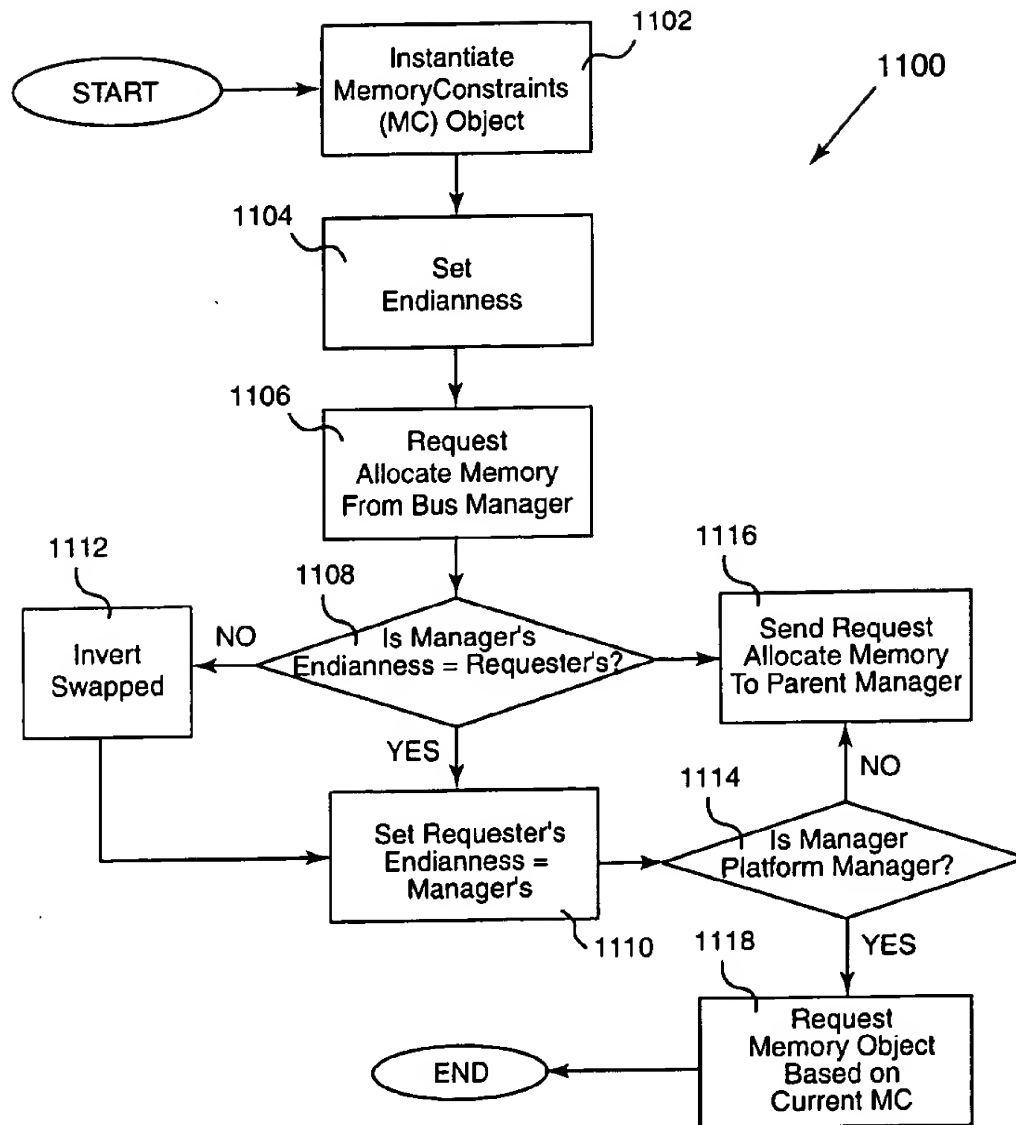 1102
START
Instantiate
MemoryConstraints
(MC) Object
1100
1104
Set
Endianness
1106
Request
Allocate Memory
From Bus Manager
1112
1108
1116
Invert
Swapped
NO
Is Manager's
Endianness = Requester's?
Send Request
Allocate Memory
To Parent Manager
YES
NO
1114
Set Requester's
Endianness =
Manager's
Is Manager
Platform Manager?
1110
1118
YES
Request
Memory Object
Based on
Current MC
END